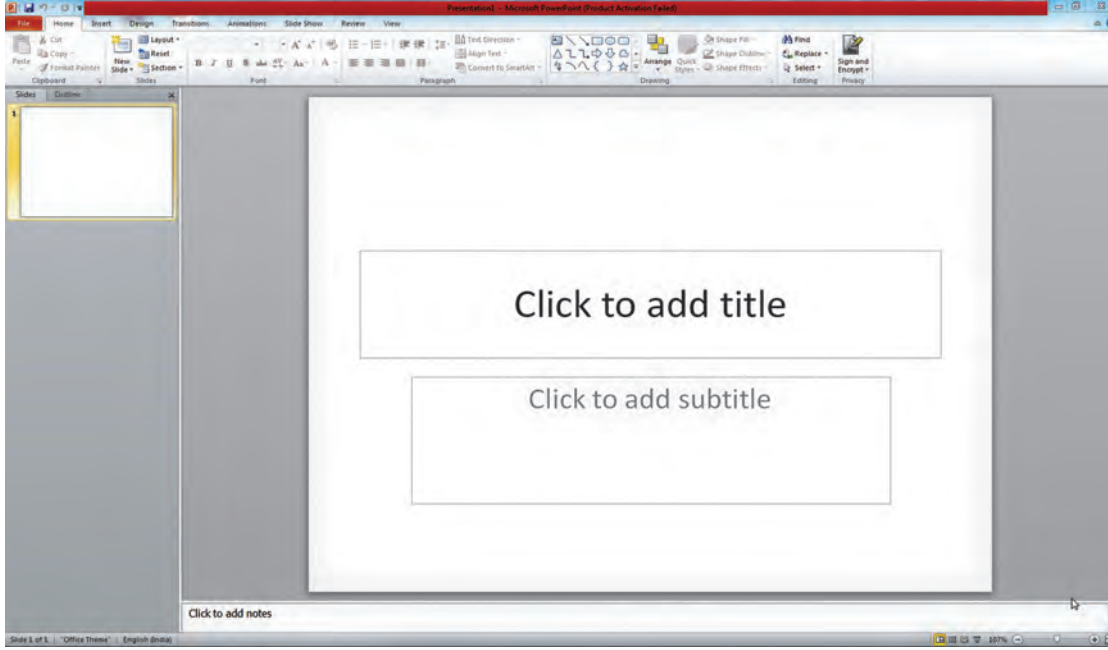 Presentation1 - Microsoft PowerPoint (Product Activation Failed)
File Home Insert Design Transitions Animations Slide Show Review View
Paste
Cut
Copy
Format Painter
Clipboard
New Slide
Layout
Reset
Section
Slides
B I U S abc AV Aa A
Font
Text Direction
Align Text
Convert to SmartArt
Paragraph
Arrange
Quick Styles
Shape Fill
Shape Outline
Shape Effects
Drawing
Find
Replace
Select
Editing
Sign and Encrypt
Privacy
Slides Outline
1
Click to add title
Click to add subtitle
Click to add notes
Slide 1 of 1 "Office Theme" English (India) 107%